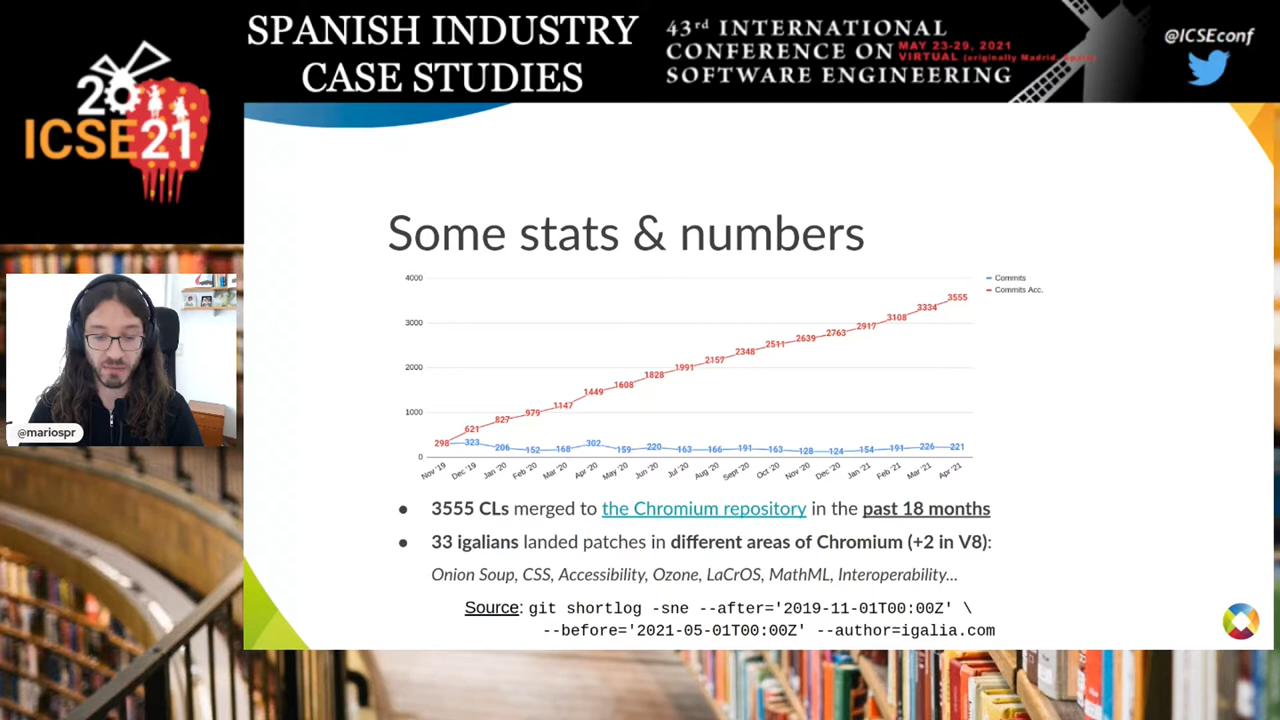 SPANISH INDUSTRY
CASE STUDIES
43rd INTERNATIONAL
CONFERENCE ON MAY 23-29, 2021
VIRTUAL (originally Madrid, Spain)
SOFTWARE ENGINEERING
@ICSEconf
20
ICSE21
@mariospr
Some stats & numbers
4000
3000
2000
1000
0
Commits
Commits Acc.
298 621 827 979 1147 1449 1608 1828 1991 2157 2348 2511 2639 2763 2917 3108 3334 3555
323 206 152 168 302 159 220 163 166 191 163 128 124 154 191 226 221
Nov '19 Dec '19 Jan '20 Feb '20 Mar '20 Apr '20 May '20 Jun '20 Jul '20 Aug '20 Sept '20 Oct '20 Nov '20 Dec '20 Jan '21 Feb '21 Mar '21 Apr '21
● 3555 CLs merged to the Chromium repository in the past 18 months
● 33 igalians landed patches in different areas of Chromium (+2 in V8):
Onion Soup, CSS, Accessibility, Ozone, LaCrOS, MathML, Interoperability...
Source: git shortlog -sne --after='2019-11-01T00:00Z' \
--before='2021-05-01T00:00Z' --author=igalia.com